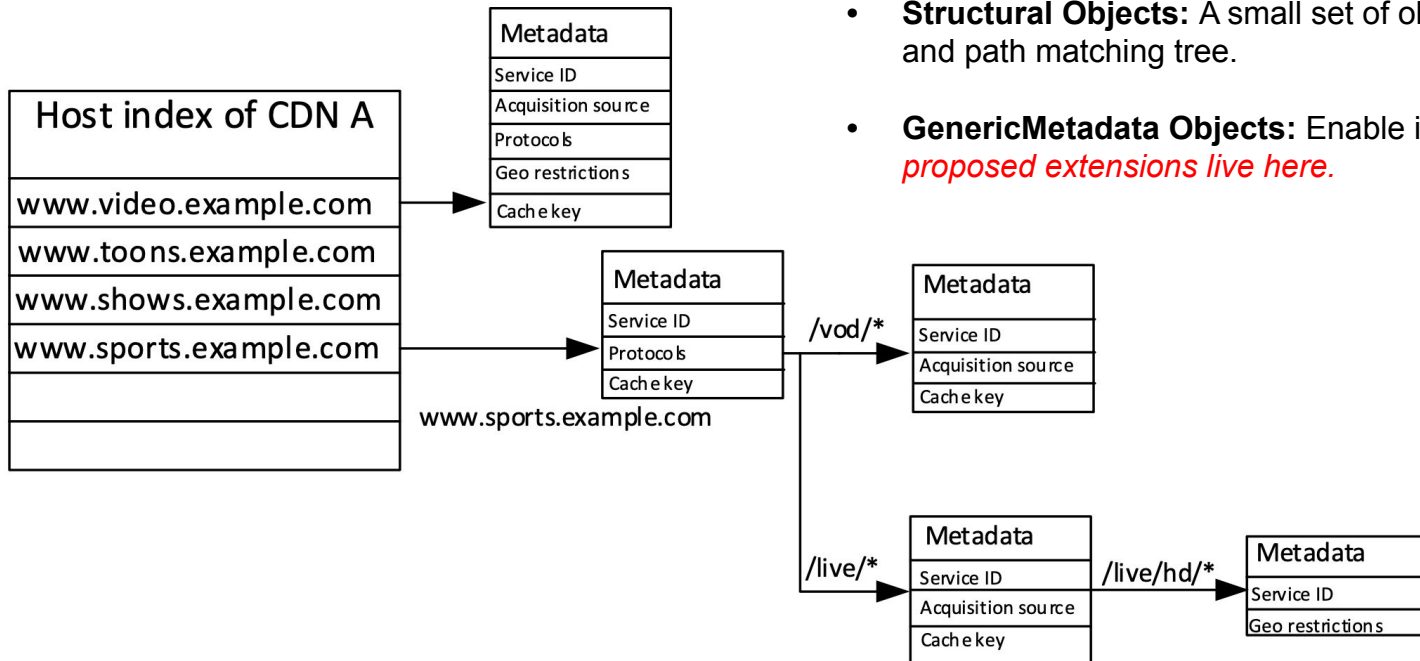 • Structural Objects: A small set of
and path matching tree.
• GenericMetadata Objects: Enable
proposed extensions live here.
Host index of CDN A
www.video.example.com
www.toons.example.com
www.shows.example.com
www.sports.example.com
Metadata
Service ID
Acquisition source
Protocols
Geo restrictions
Cache key
Metadata
Service ID
Protocols
Cache key
www.sports.example.com
/vod/*
Metadata
Service ID
Acquisition source
Cache key
/live/*
Metadata
Service ID
Acquisition source
Cache key
/live/hd/*
Metadata
Service ID
Geo restrictions